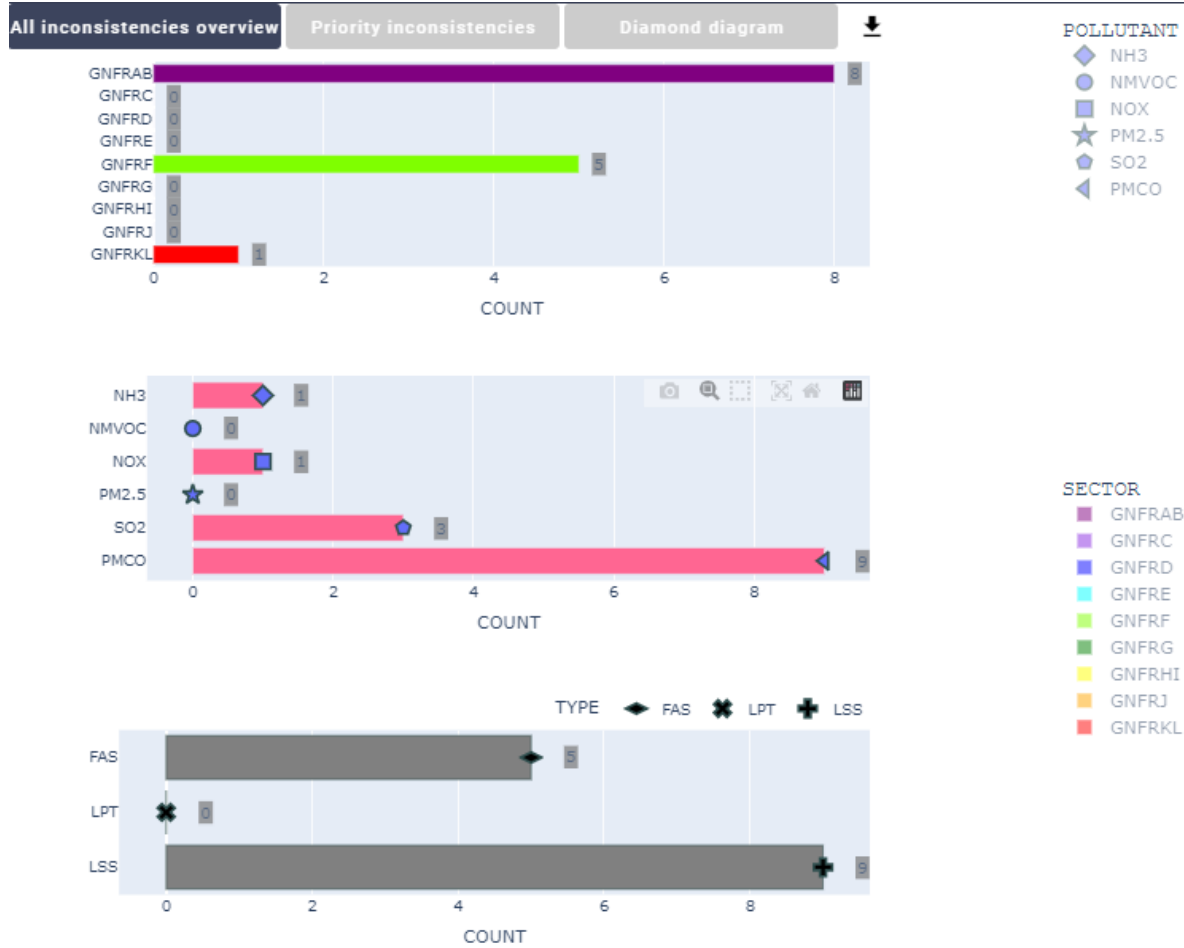 All inconsistencies overview
Priority inconsistencies
Diamond diagram
GNFRAB 8
GNFRC 0
GNFRD 0
GNFRE 0
GNFRF 5
GNFRG 0
GNFRHI 0
GNFRJ 0
GNFRKL 1
0 2 4 6 8
COUNT
NH3 1
NMVOC 0
NOX 1
PM2.5 0
SO2 3
PMCO 9
0 2 4 6 8
COUNT
TYPE FAS LPT LSS
FAS 5
LPT 0
LSS 9
0 2 4 6 8
COUNT
POLLUTANT
NH3
NMVOC
NOX
PM2.5
SO2
PMCO
SECTOR
GNFRAB
GNFRC
GNFRD
GNFRE
GNFRF
GNFRG
GNFRHI
GNFRJ
GNFRKL